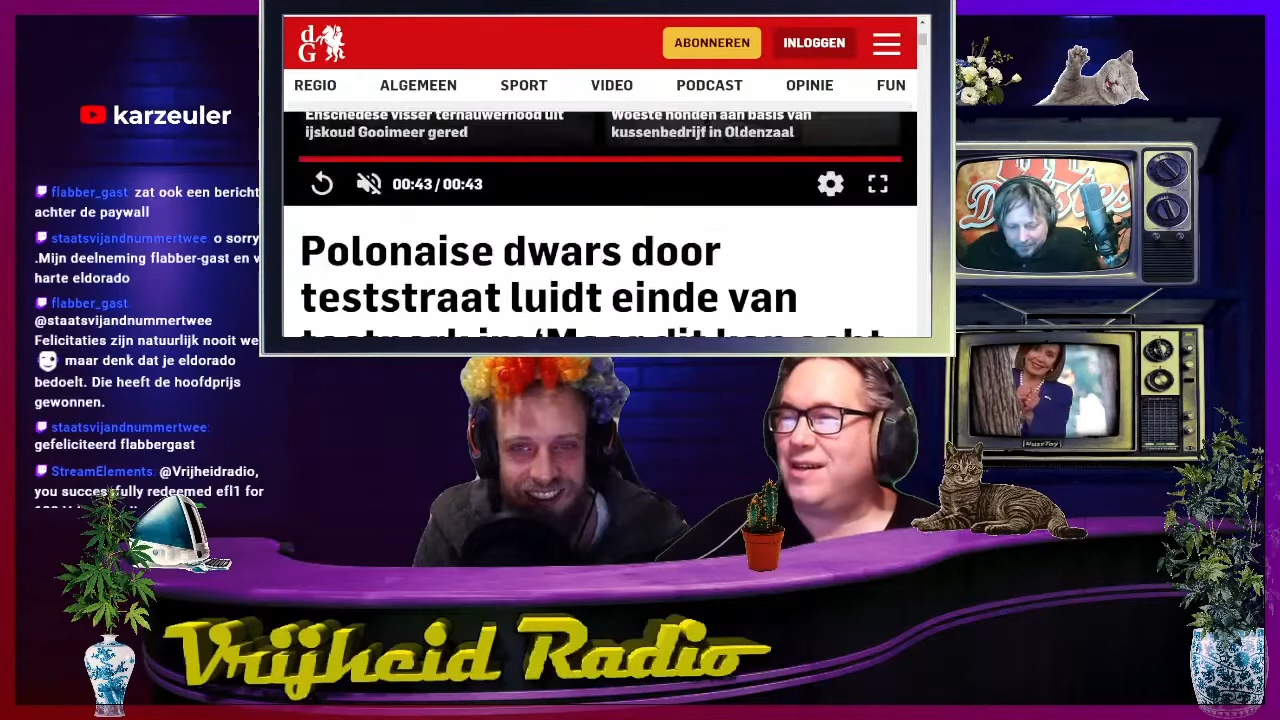 dG
ABONNEREN
INLOGGEN
REGIO ALGEMEEN SPORT VIDEO PODCAST OPINIE FUN
Enschedese visser ternauwernood uit
ijskoud Gooimeer gered
Woeste honden aan basis van
kussenbedrijf in Oldenzaal
00:43 / 00:43
Polonaise dwars door
teststraat luidt einde van
karzeuler
flabber_gast zat ook een bericht
achter de paywall
staatsvijandnummertwee: o sorry
.Mijn deelneming flabber-gast en v
harte eldorado
flabber_gast:
@staatsvijandnummertwee
Felicitaties zijn natuurlijk nooit we
maar denk dat je eldorado
bedoelt. Die heeft de hoofdprijs
gewonnen.
staatsvijandnummertwee:
gefeliciteerd flabbergast
StreamElements: @Vrijheidradio,
you succesfully redeemed efl1 for
Vrijheid Radio